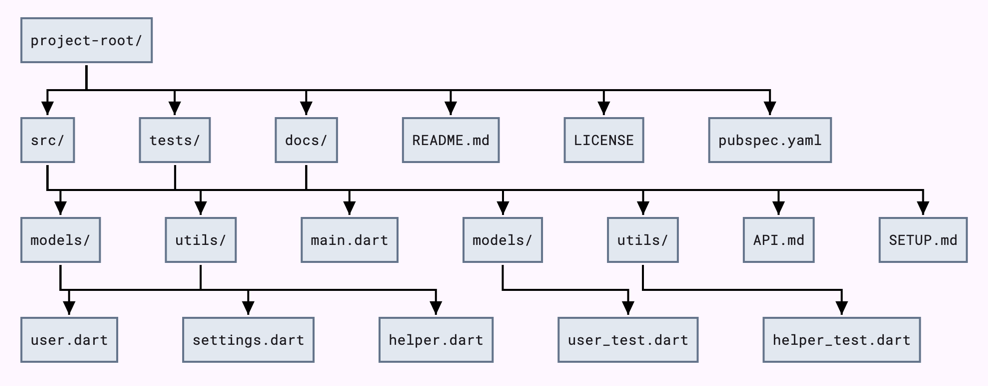 project-root/
src/
tests/
docs/
README.md
LICENSE
pubspec.yaml
models/
utils/
main.dart
models/
utils/
API.md
SETUP.md
user.dart
settings.dart
helper.dart
user_test.dart
helper_test.dart